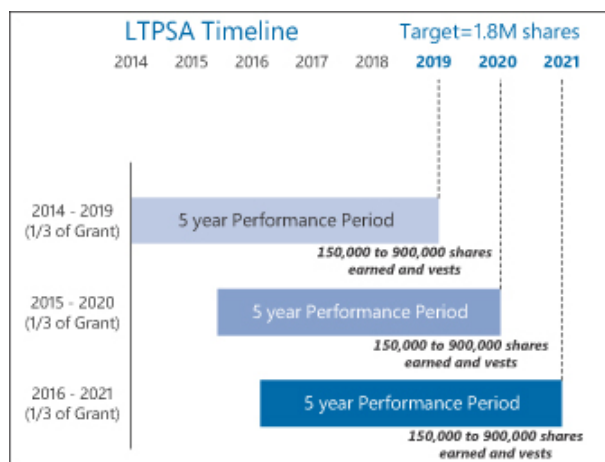 LTPSA Timeline
Target=1.8M shares
2014 2015 2016 2017 2018 2019 2020 2021
2014 - 2019
(1/3 of Grant)
5 year Performance Period
150,000 to 900,000 shares
earned and vests
2015 - 2020
(1/3 of Grant)
5 year Performance Period
150,000 to 900,000 shares
earned and vests
2016 - 2021
(1/3 of Grant)
5 year Performance Period
150,000 to 900,000 shares
earned and vests